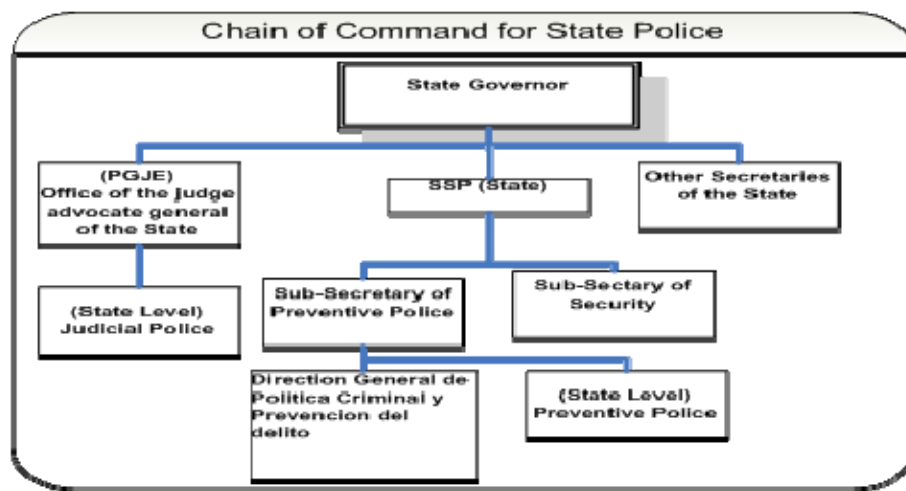 Chain of Command for State Police
State Governor
(PGJE)
Office of the judge
advocate general
of the State
SSP (State)
Other Secretaries
of the State
(State Level)
Judicial Police
Sub-Secretary of
Preventive Police
Sub-Sectary of
Security
Direction General de
Politica Criminal y
Prevencion del
delito
(State Level)
Preventive Police